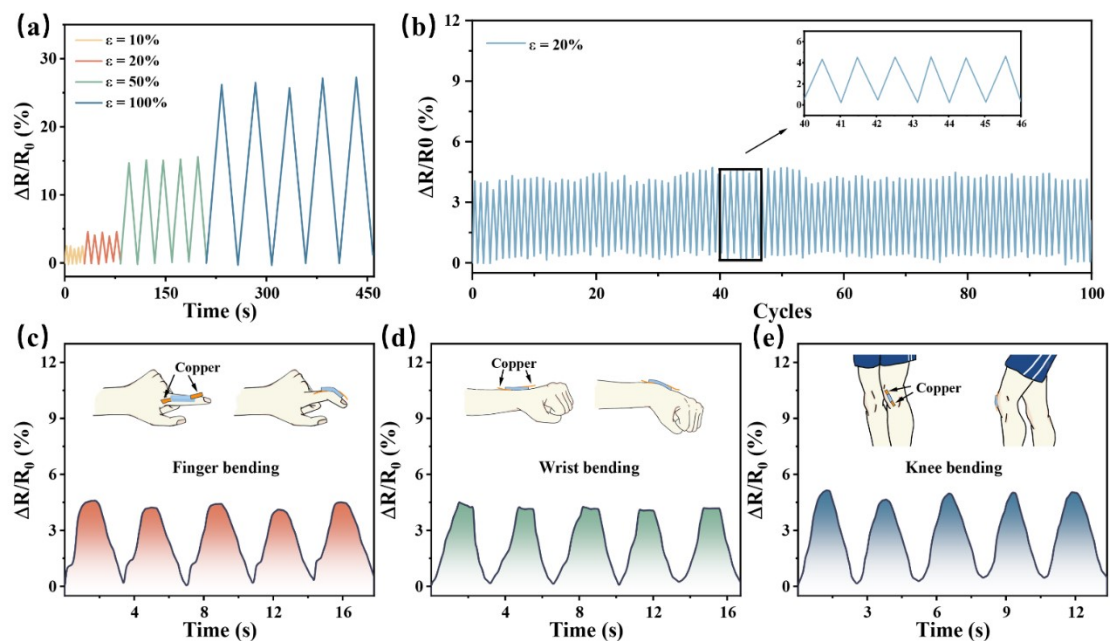 (a)
ε = 10%
ε = 20%
ε = 50%
ε = 100%
30
20
10
0
ΔR/R₀ (%)
0 150 300 450
Time (s)
(b)
ε = 20%
12
9
6
3
0
ΔR/R0 (%)
0 20 40 60 80 100
Cycles
6
4
2
0
40 41 42 43 44 45 46
(c)
Copper
Finger bending
12
9
6
3
0
ΔR/R₀ (%)
4 8 12 16
Time (s)
(d)
Copper
Wrist bending
12
9
6
3
0
ΔR/R₀ (%)
4 8 12 16
Time (s)
(e)
Copper
Knee bending
12
9
6
3
0
ΔR/R₀ (%)
3 6 9 12
Time (s)